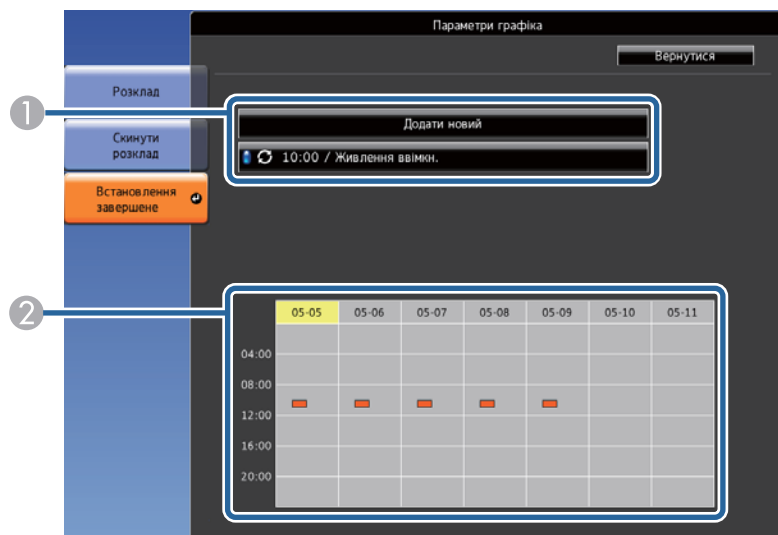 Параметри графіка
Вернутися
Розклад
Скинути
розклад
Встановлення
завершене
1
Додати новий
10:00 / Живлення ввімкн.
2
05-05 05-06 05-07 05-08 05-09 05-10 05-11
04:00
08:00
12:00
16:00
20:00